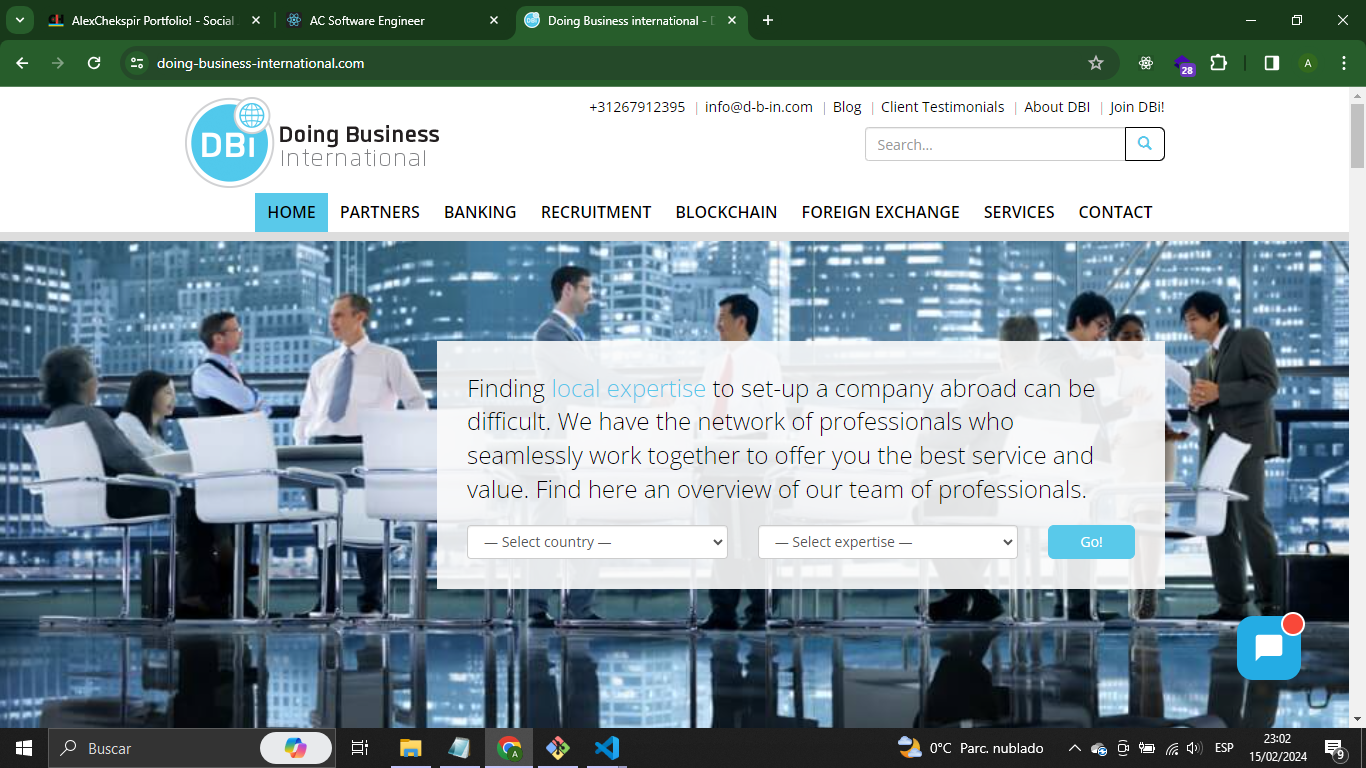 AlexChekspir Portfolio! - Social
AC Software Engineer
Doing Business international - D
doing-business-international.com
28
A
DBi
Doing Business
International
+31267912395 | info@d-b-in.com | Blog | Client Testimonials | About DBI | Join DBi!
Search...
HOME PARTNERS BANKING RECRUITMENT BLOCKCHAIN FOREIGN EXCHANGE SERVICES CONTACT
Finding local expertise to set-up a company abroad can be
difficult. We have the network of professionals who
seamlessly work together to offer you the best service and
value. Find here an overview of our team of professionals.
— Select country — — Select expertise — Go!
Buscar
0°C Parc. nublado
ESP
23:02
15/02/2024
9